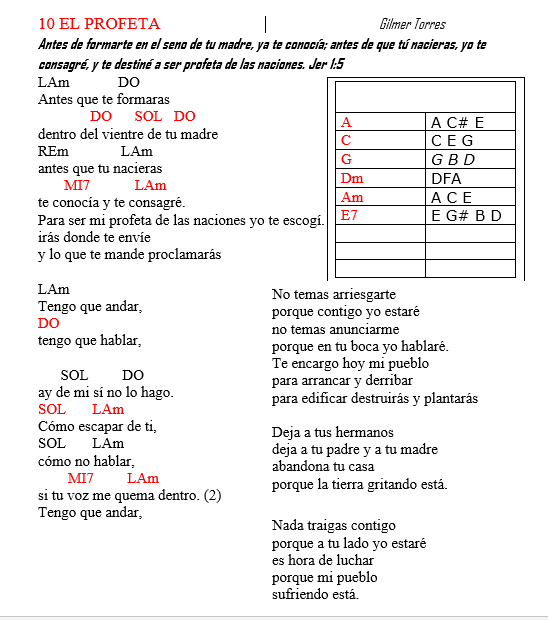 10 EL PROFETA
Gilmer Torres
Antes de formarte en el seno de tu madre, ya te conocía; antes de que tú nacieras, yo te
consagré, y te destiné a ser profeta de las naciones. Jer 1:5
LAm DO
Antes que te formaras
DO SOL DO
dentro del vientre de tu madre
REm LAm
antes que tu nacieras
MI7 LAm
te conocía y te consagré.
Para ser mi profeta de las naciones yo te escogí.
irás donde te envíe
y lo que te mande proclamarás
A A C# E
C C E G
G G B D
Dm DFA
Am A C E
E7 E G# B D
LAm
Tengo que andar,
DO
tengo que hablar,
SOL DO
ay de mi sí no lo hago.
SOL LAm
Cómo escapar de ti,
SOL LAm
cómo no hablar,
MI7 LAm
si tu voz me quema dentro. (2)
Tengo que andar,
No temas arriesgarte
porque contigo yo estaré
no temas anunciarme
porque en tu boca yo hablaré.
Te encargo hoy mi pueblo
para arrancar y derribar
para edificar destruirás y plantarás
Deja a tus hermanos
deja a tu padre y a tu madre
abandona tu casa
porque la tierra gritando está.
Nada traigas contigo
porque a tu lado yo estaré
es hora de luchar
porque mi pueblo
sufriendo está.